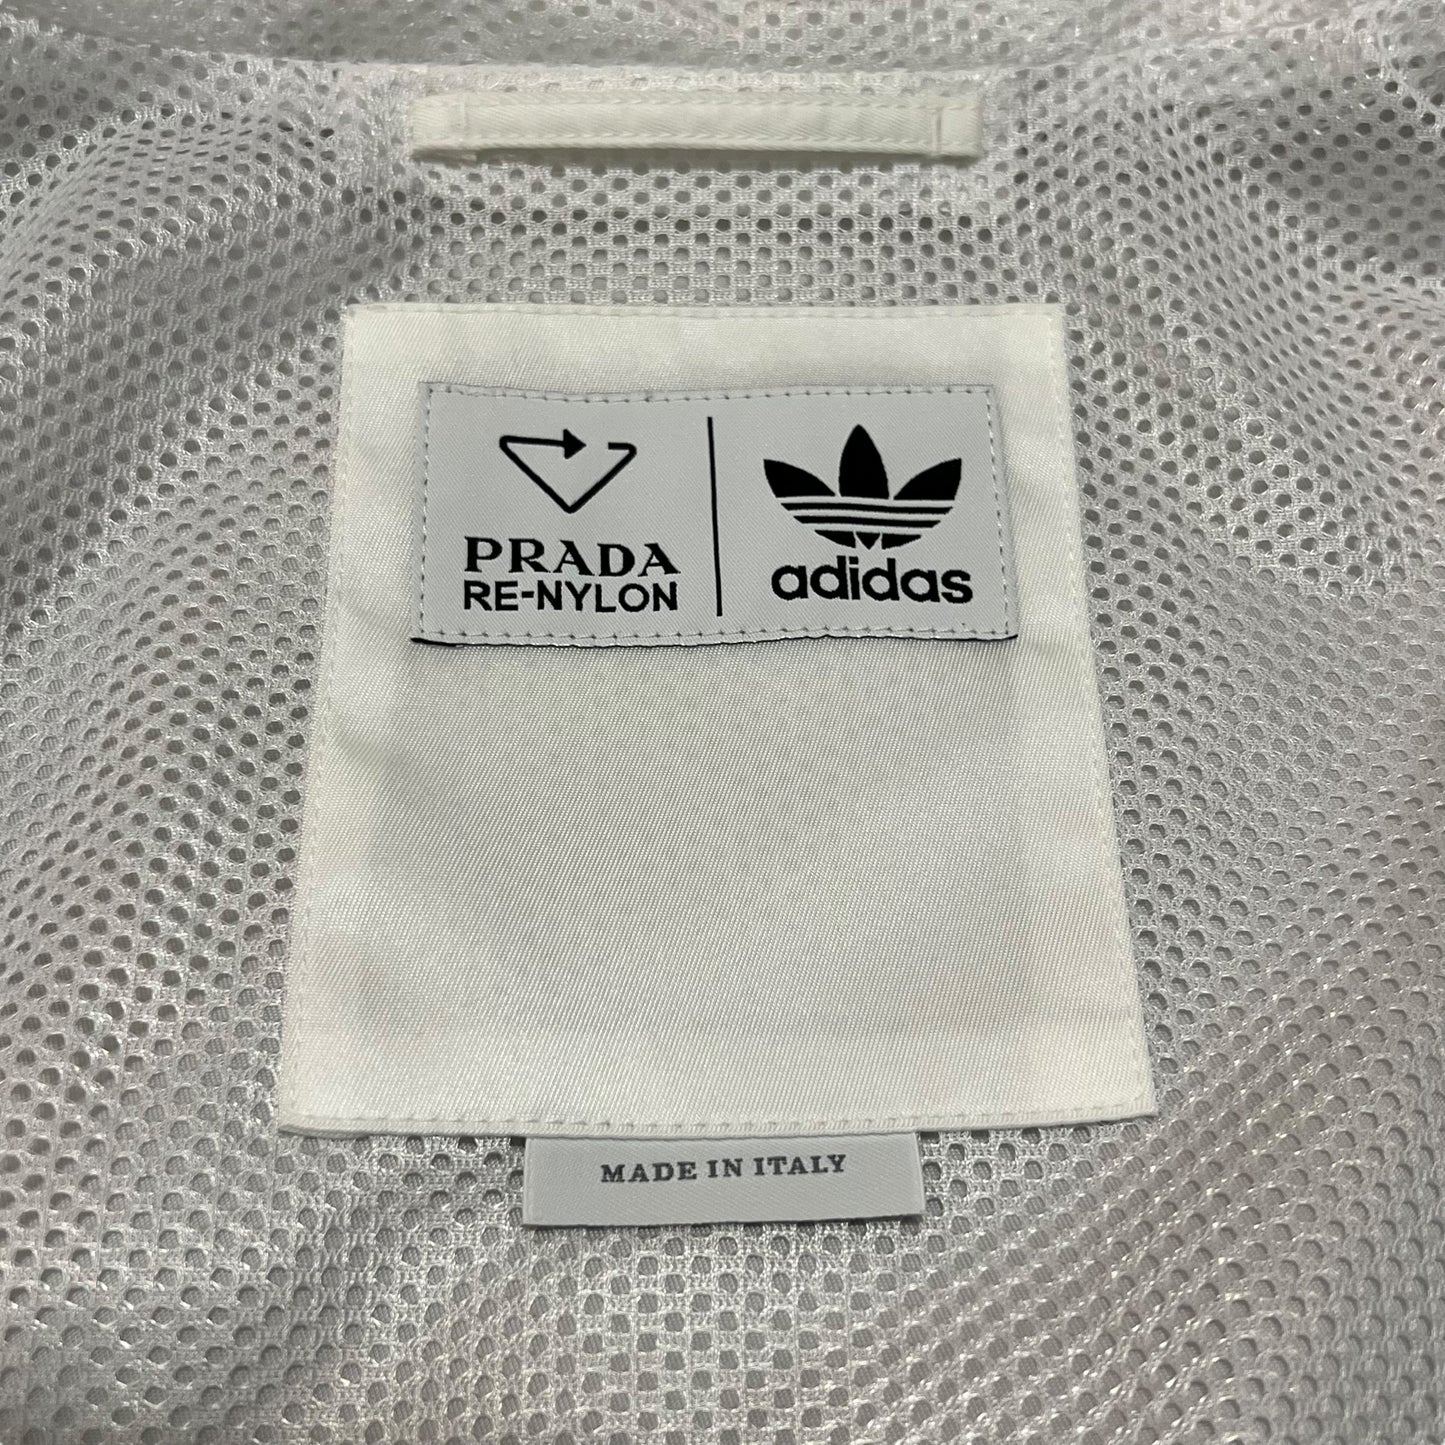 PRADA
RE-NYLON
adidas
MADE IN ITALY